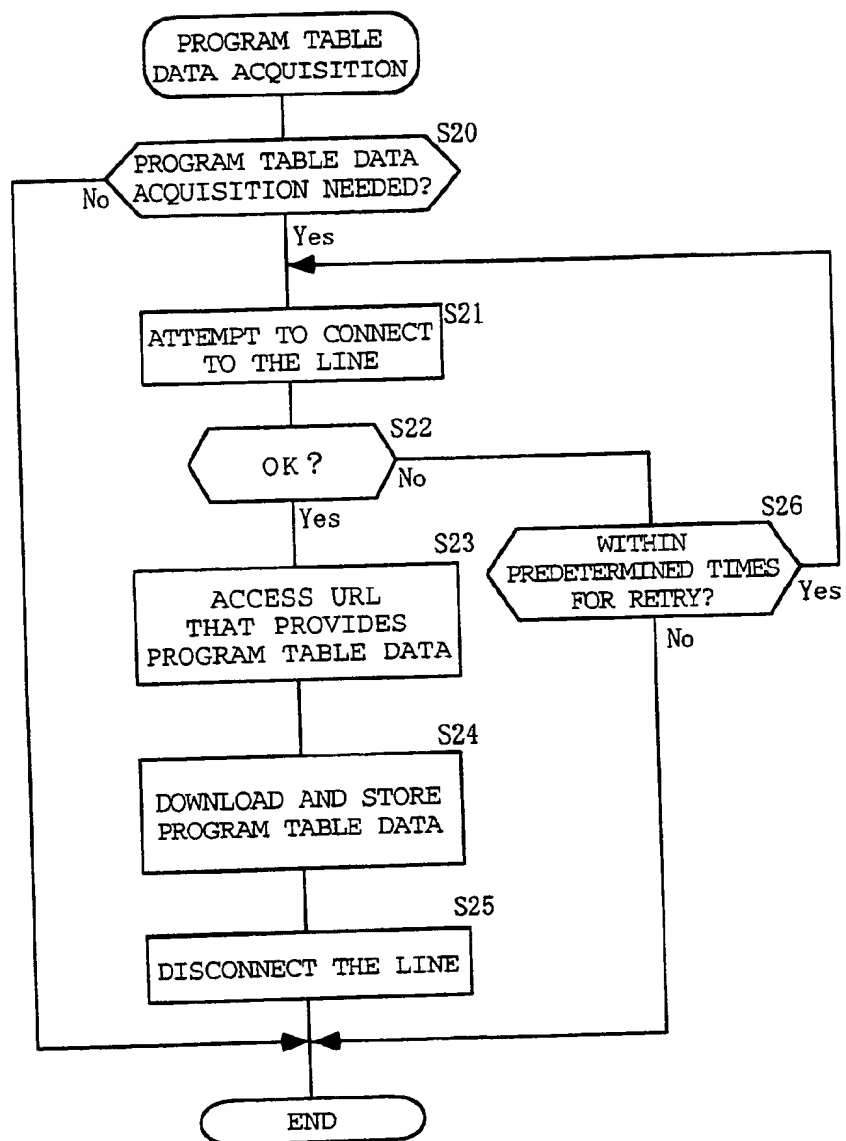 PROGRAM TABLE
DATA ACQUISITION
S20
PROGRAM TABLE DATA
ACQUISITION NEEDED?
No
Yes
S21
ATTEMPT TO CONNECT
TO THE LINE
S22
OK?
No
Yes
S26
WITHIN
PREDETERMINED TIMES
FOR RETRY?
Yes
No
S23
ACCESS URL
THAT PROVIDES
PROGRAM TABLE DATA
S24
DOWNLOAD AND STORE
PROGRAM TABLE DATA
S25
DISCONNECT THE LINE
END